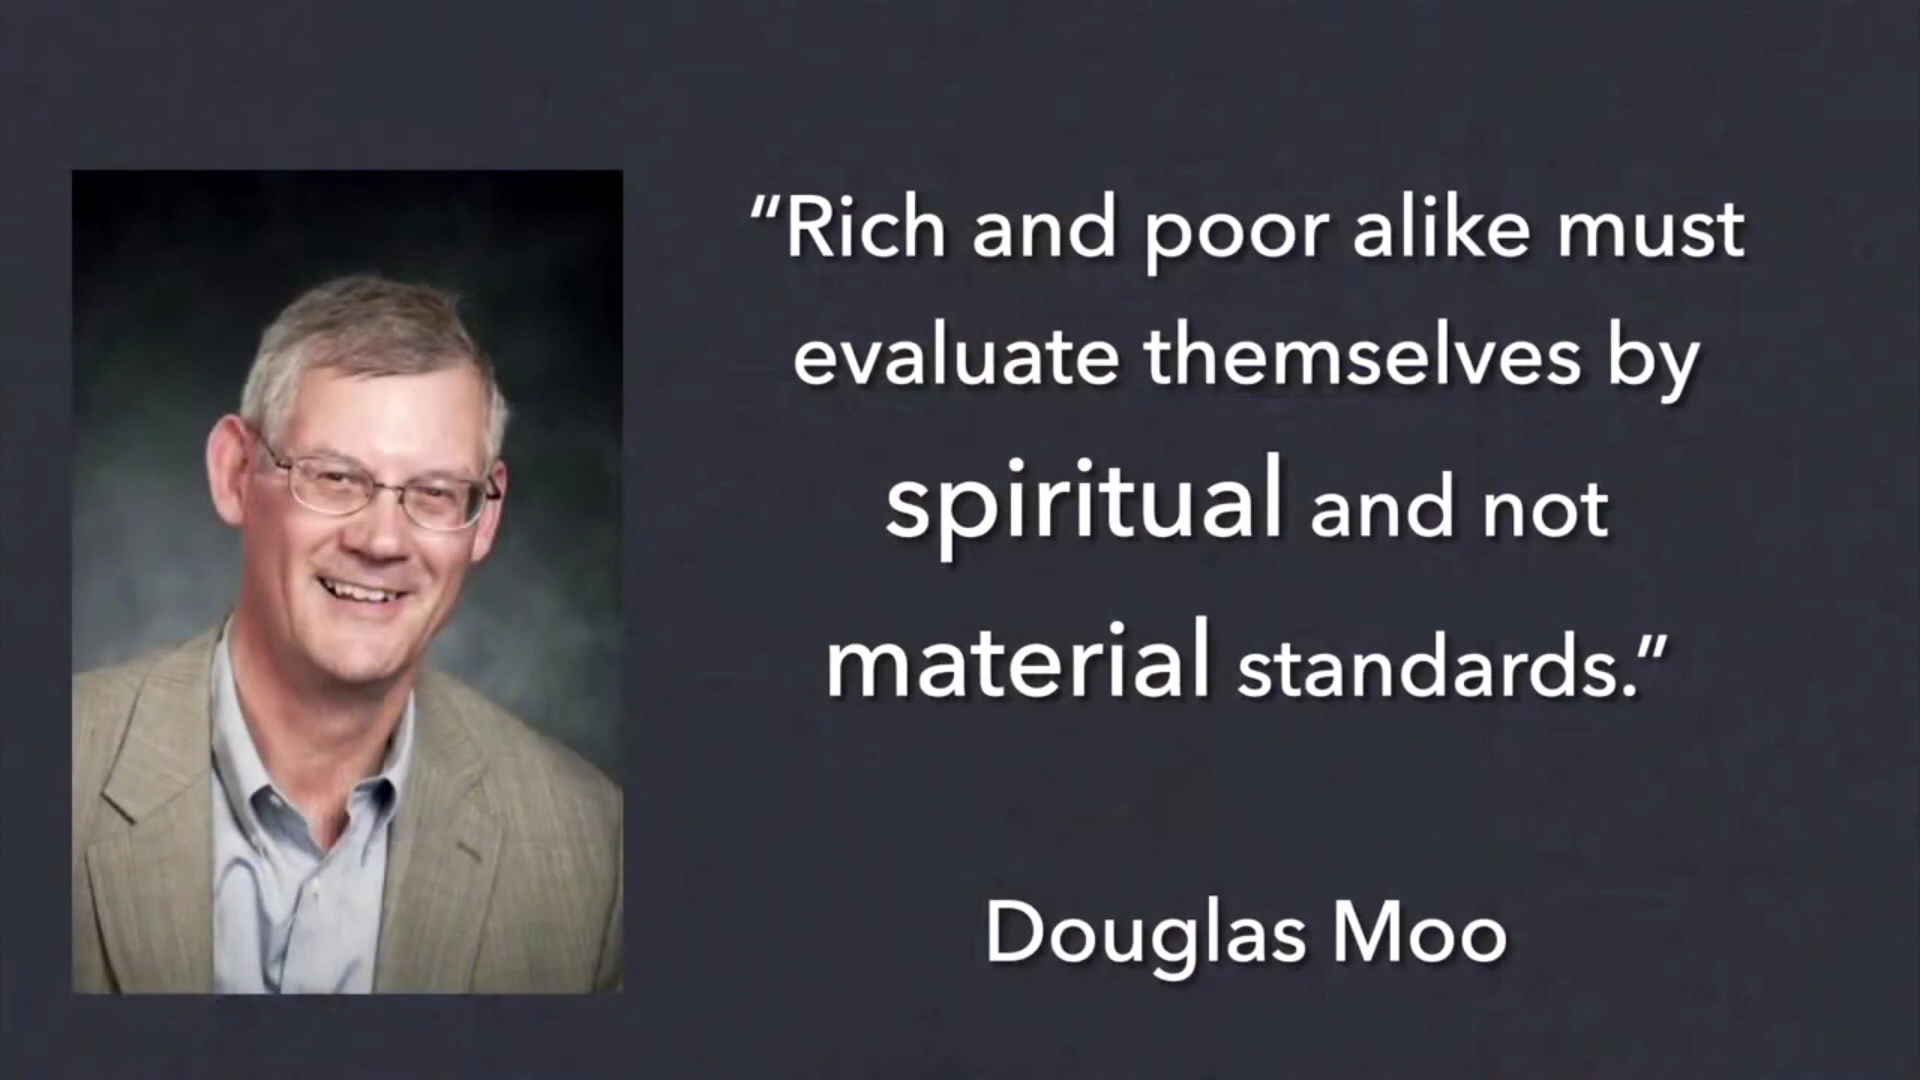 “Rich and poor alike must
evaluate themselves by
spiritual and not
material standards.”
Douglas Moo